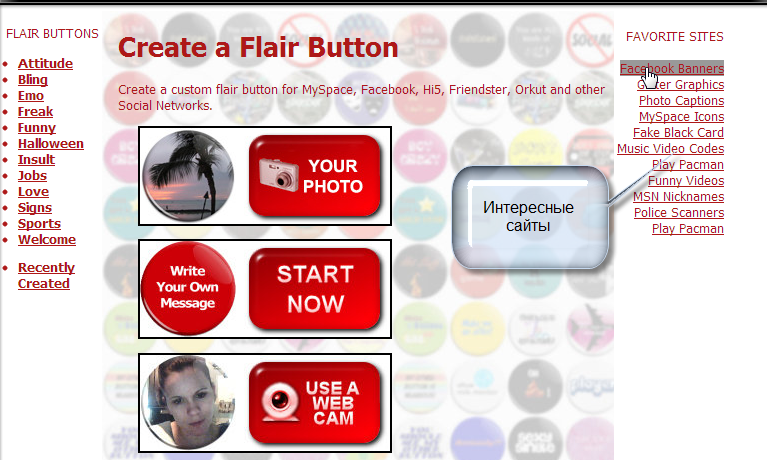 FLAIR BUTTONS
Attitude
Bling
Emo
Freak
Funny
Halloween
Insult
Jobs
Love
Signs
Sports
Welcome
Recently
Created
Create a Flair Button
Create a custom flair button for MySpace, Facebook, Hi5, Friendster, Orkut and other
Social Networks.
YOUR
PHOTO
Write
Your Own
Message
START
NOW
USE A
WEB
CAM
Интересные
сайты
FAVORITE SITES
Facebook Banners
Glitter Graphics
Photo Captions
MySpace Icons
Fake Black Card
Music Video Codes
Play Pacman
Funny Videos
MSN Nicknames
Police Scanners
Play Pacman